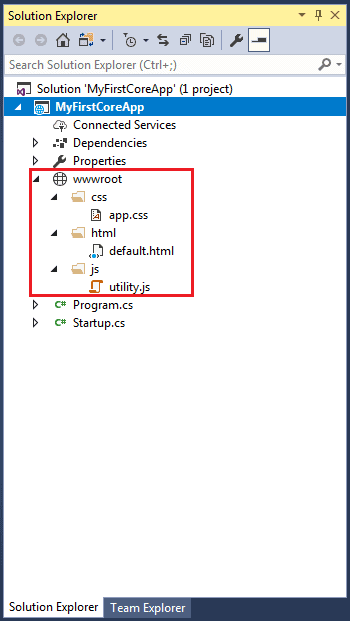 Solution Explorer
Search Solution Explorer (Ctrl+;)
Solution 'MyFirstCoreApp' (1 project)
MyFirstCoreApp
Connected Services
Dependencies
Properties
wwwroot
css
app.css
html
default.html
js
utility.js
C# Program.cs
C# Startup.cs
Solution Explorer Team Explorer